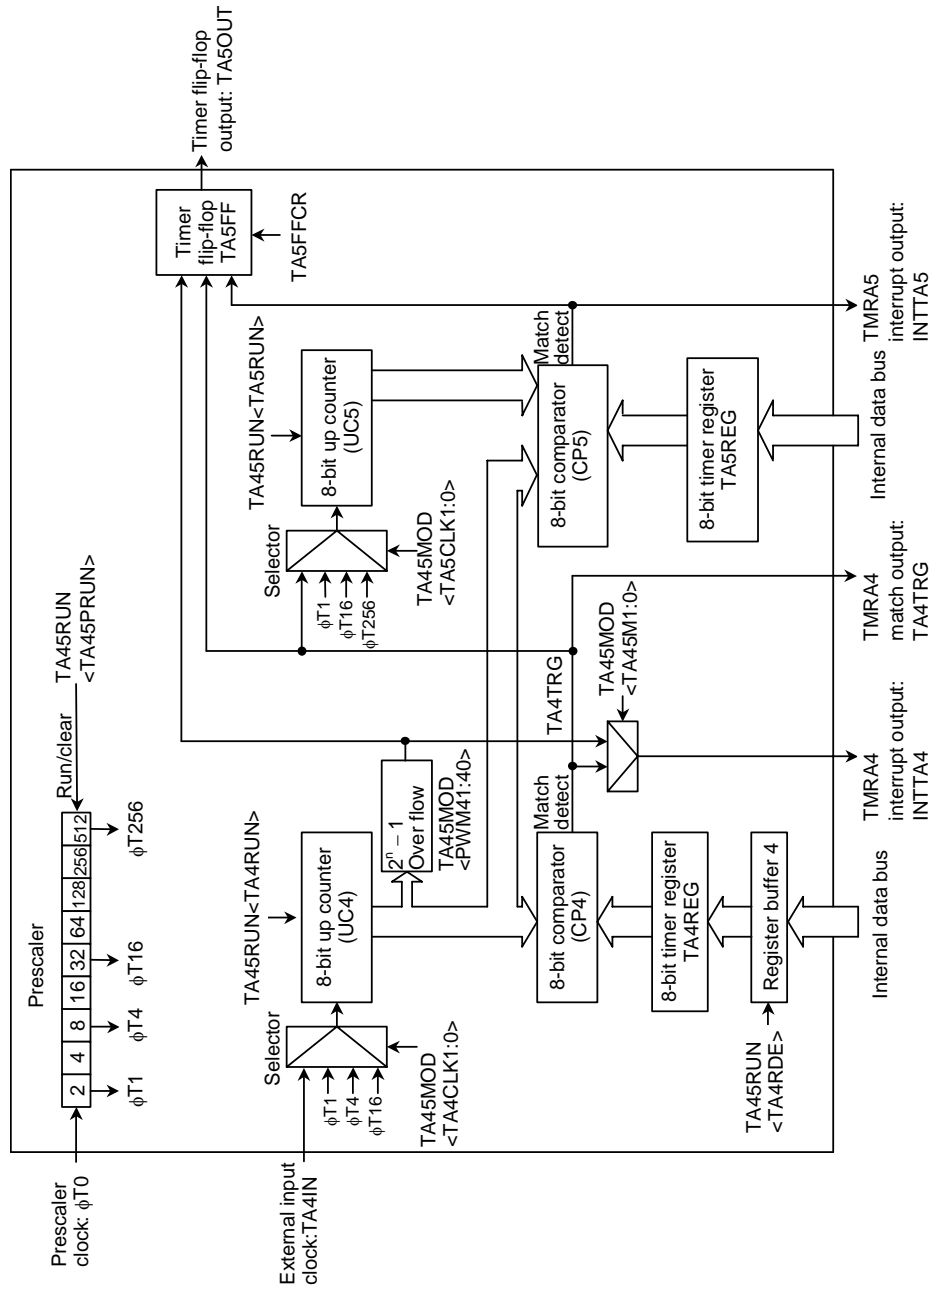 Prescaler
clock: ϕT0
Prescaler
2 4 8 16 32 64 128 256 512
Run/clear
TA45RUN
<TA45PRUN>
ϕT1
ϕT4
ϕT16
ϕT256
External input
clock:TA4IN
Selector
ϕT1
ϕT4
ϕT16
TA45MOD
<TA4CLK1:0>
TA45RUN<TA4RUN>
8-bit up counter
(UC4)
2ⁿ − 1
Over flow
TA45MOD
<PWM41:40>
Selector
ϕT1
ϕT16
ϕT256
TA45MOD
<TA5CLK1:0>
TA45RUN<TA5RUN>
8-bit up counter
(UC5)
Timer
flip-flop
TA5FF
TA5FFCR
Timer flip-flop
output: TA5OUT
8-bit comparator
(CP4)
Match
detect
TA4TRG
TA45MOD
<TA45M1:0>
8-bit comparator
(CP5)
Match
detect
8-bit timer register
TA4REG
8-bit timer register
TA5REG
Register buffer 4
TA45RUN
<TA4RDE>
Internal data bus
TMRA4
interrupt output:
INTTA4
TMRA4
match output:
TA4TRG
Internal data bus
TMRA5
interrupt output:
INTTA5